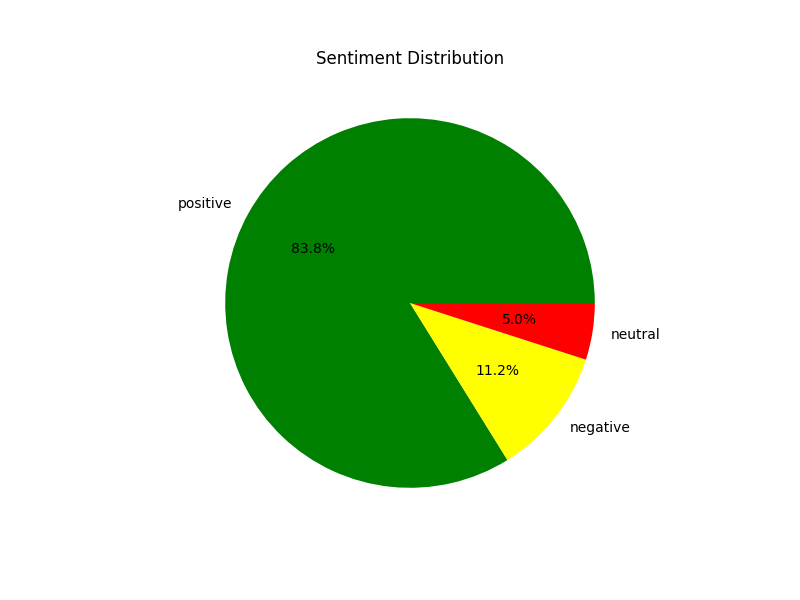 Sentiment Distribution
positive
83.8%
5.0%
neutral
11.2%
negative